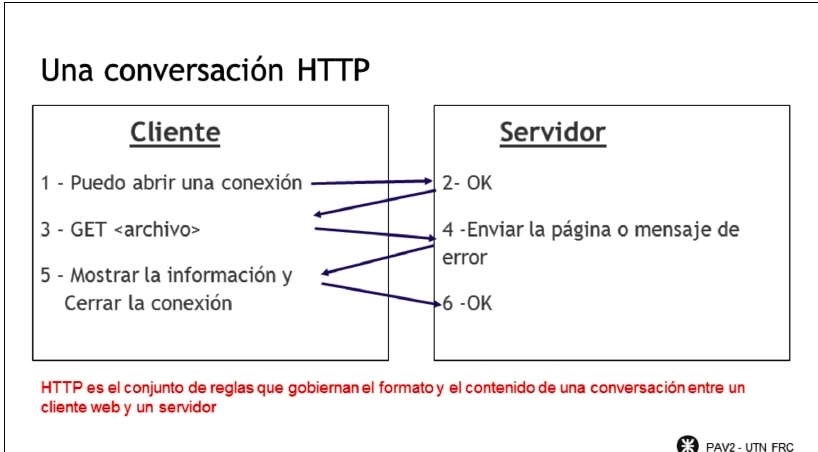 Una conversación HTTP
Cliente
1 - Puedo abrir una conexión
3 - GET <archivo>
5 - Mostrar la información y
Cerrar la conexión
Servidor
2- OK
4 -Enviar la página o mensaje de
error
6 -OK
HTTP es el conjunto de reglas que gobiernan el formato y el contenido de una conversación entre un
cliente web y un servidor
PAV2 - UTN FRC